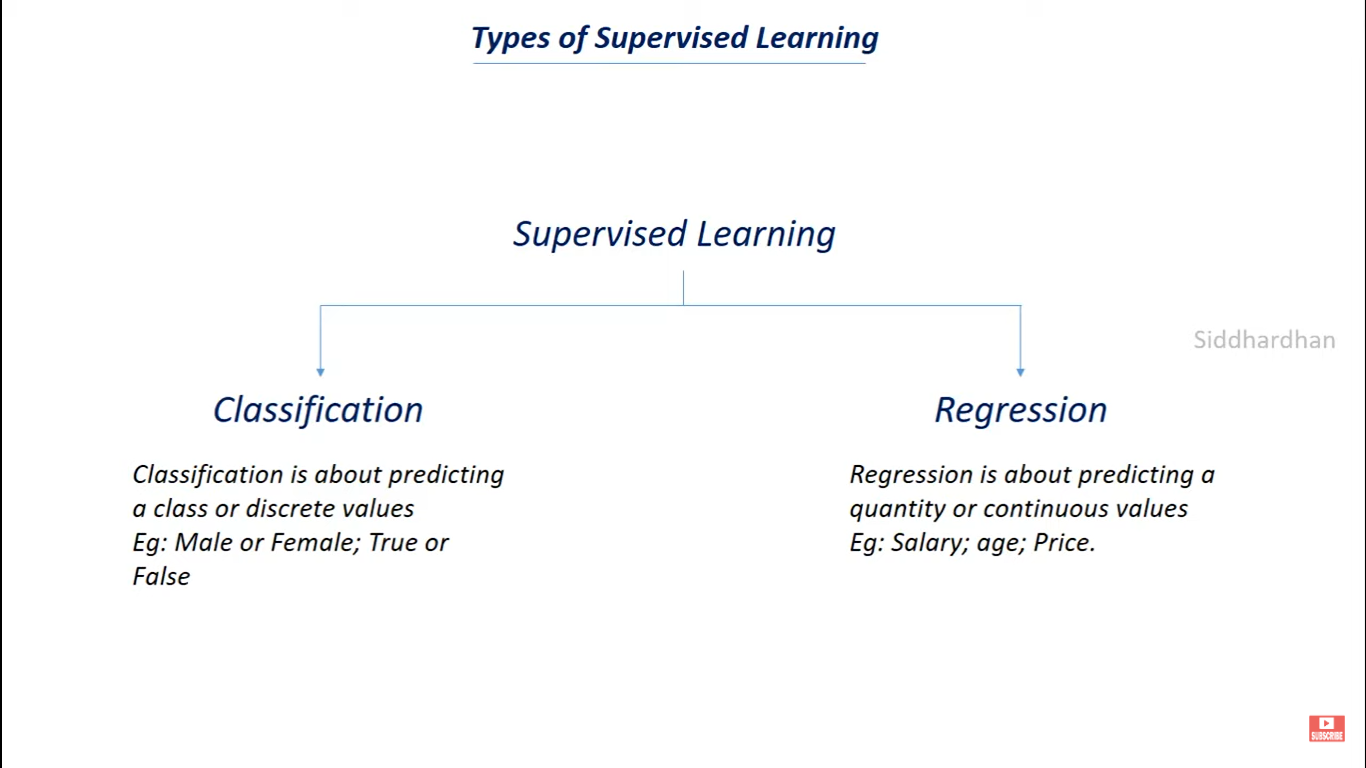 Types of Supervised Learning
Supervised Learning
Siddhardhan
Classification
Regression
Classification is about predicting
a class or discrete values
Eg: Male or Female; True or
False
Regression is about predicting a
quantity or continuous values
Eg: Salary; age; Price.
SUBSCRIBE